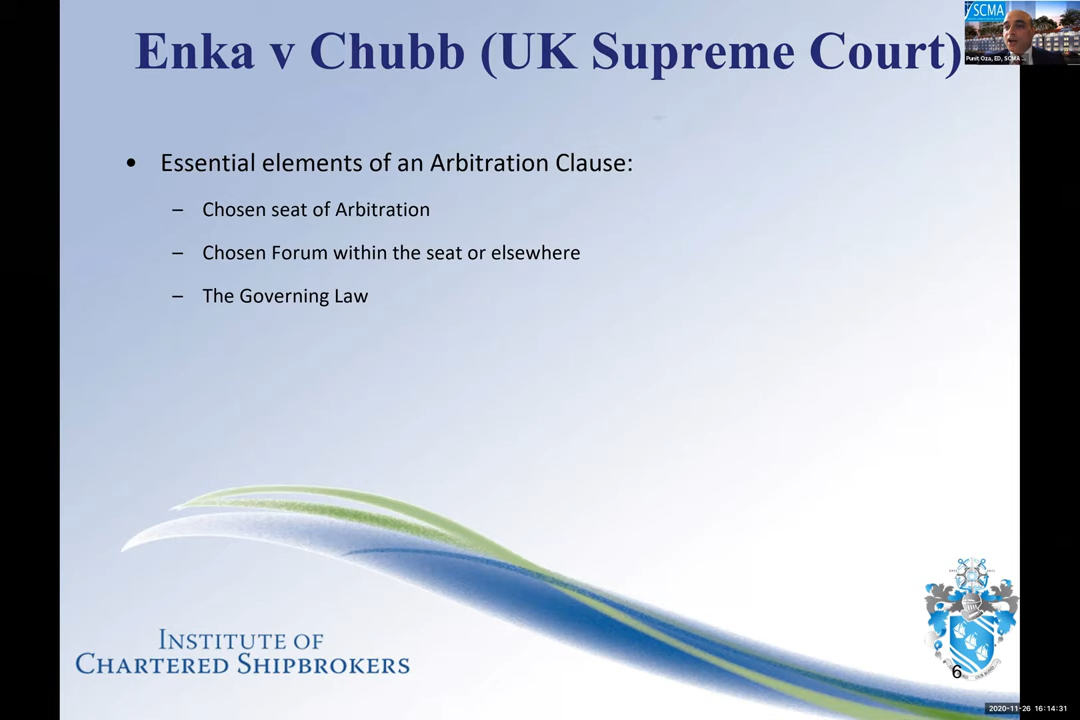 Enka v Chubb (UK Supreme Court)
SCMA
Punit Oza, ED, SCMA ...
• Essential elements of an Arbitration Clause:
– Chosen seat of Arbitration
– Chosen Forum within the seat or elsewhere
– The Governing Law
INSTITUTE OF
CHARTERED SHIPBROKERS
6
2020-11-26 16:14:31